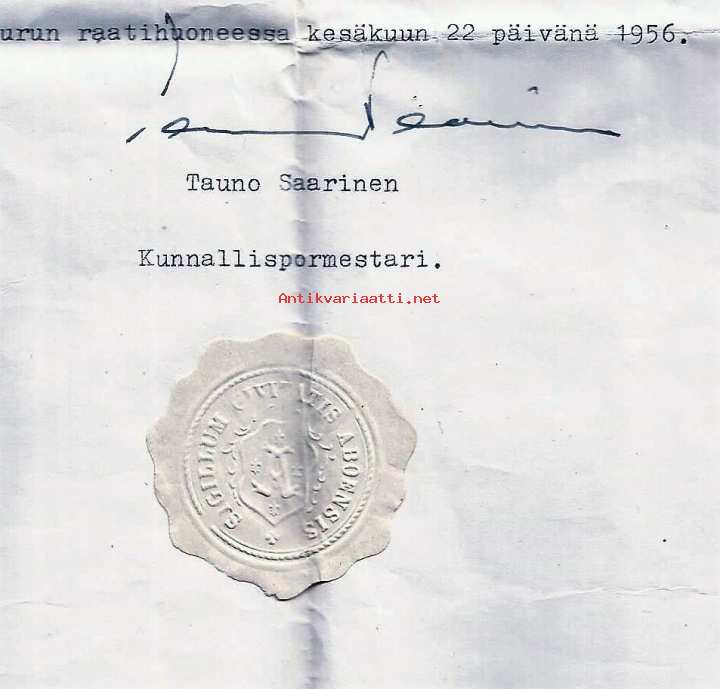 urun raatihuoneessa kesäkuun 22 päivänä 1956.
Tauno Saarinen
Kunnallispormestari.
Antikvariaatti.net
SIGILLUM CIVITATIS ABOENSIS